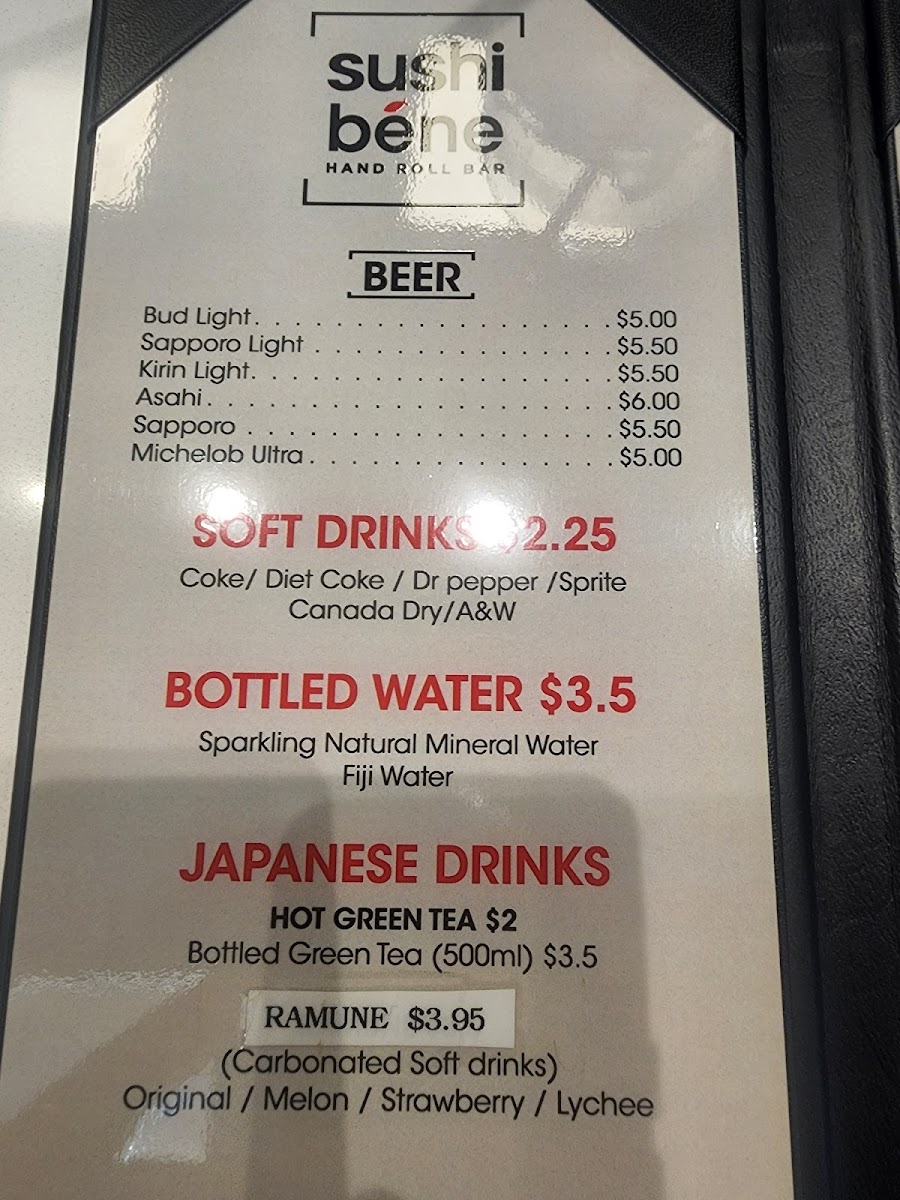 sushi
béne
HAND ROLL BAR
BEER
Bud Light. . . . . . . . . . . . . . . . . . $5.00
Sapporo Light . . . . . . . . . . . . . . . $5.50
Kirin Light. . . . . . . . . . . . . . . . . . $5.50
Asahi. . . . . . . . . . . . . . . . . . . . $6.00
Sapporo . . . . . . . . . . . . . . . . . . $5.50
Michelob Ultra. . . . . . . . . . . . . . . $5.00
SOFT DRINKS $2.25
Coke/ Diet Coke / Dr pepper /Sprite
Canada Dry/A&W
BOTTLED WATER $3.5
Sparkling Natural Mineral Water
Fiji Water
JAPANESE DRINKS
HOT GREEN TEA $2
Bottled Green Tea (500ml) $3.5
RAMUNE $3.95
(Carbonated Soft drinks)
Original / Melon / Strawberry / Lychee